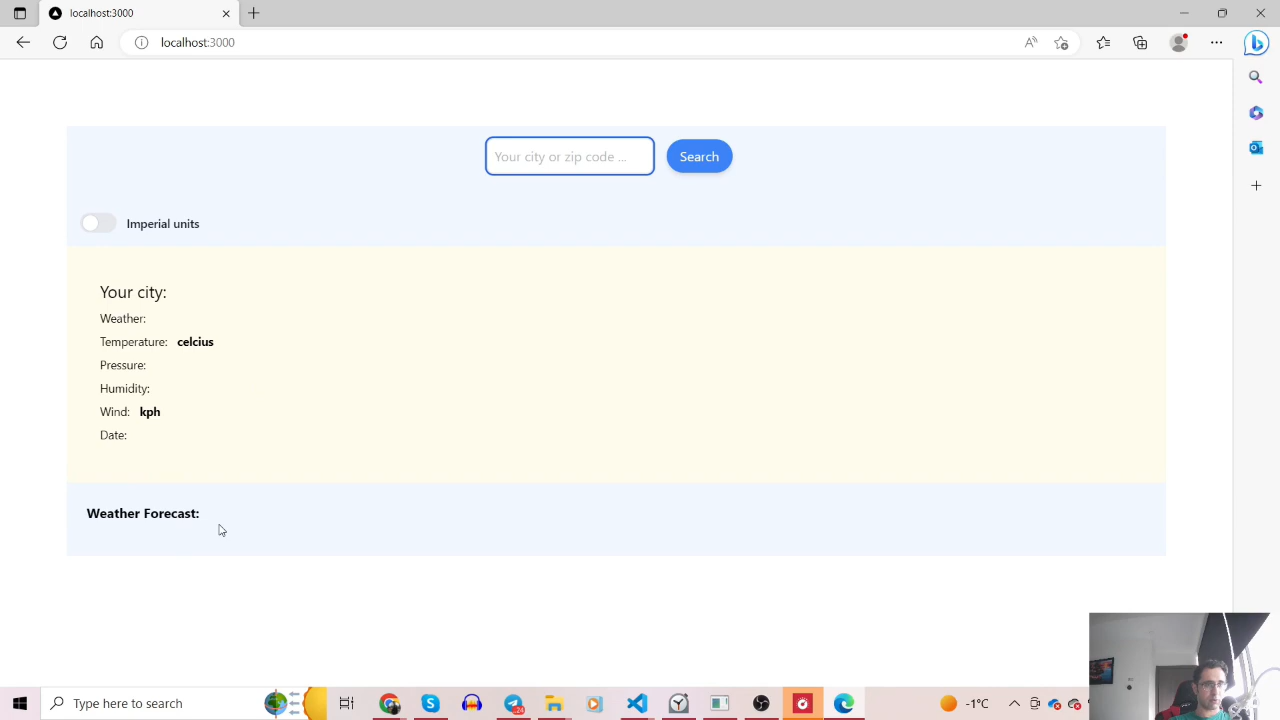 localhost:3000
localhost:3000
Your city or zip code ...
Search
Imperial units
Your city:
Weather:
Temperature: celcius
Pressure:
Humidity:
Wind: kph
Date:
Weather Forecast:
Type here to search
24
-1°C